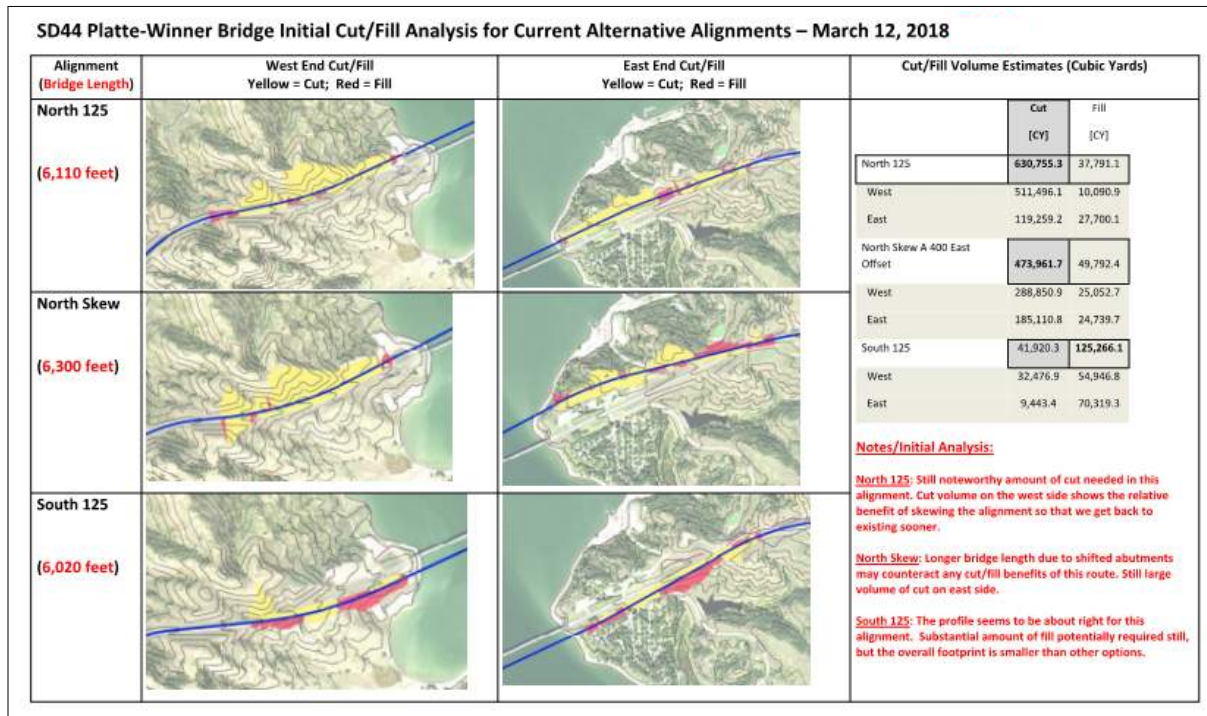 SD44 Platte-Winner Bridge Initial Cut/Fill Analysis for Current Alternative Alignments – March 12, 2018
Alignment
(Bridge Length)
West End Cut/Fill
Yellow = Cut; Red = Fill
East End Cut/Fill
Yellow = Cut; Red = Fill
Cut/Fill Volume Estimates (Cubic Yards)
North 125
(6,110 feet)
North Skew
(6,300 feet)
South 125
(6,020 feet)
Cut Fill
[CY] [CY]
North 125 630,755.3 37,791.1
West 511,496.1 10,090.9
East 119,259.2 27,700.1
North Skew A 400 East
Offset 473,961.7 49,792.4
West 288,850.9 25,052.7
East 185,110.8 24,739.7
South 125 41,920.3 125,266.1
West 32,476.9 54,946.8
East 9,443.4 70,319.3
Notes/Initial Analysis:
North 125: Still noteworthy amount of cut needed in this
alignment. Cut volume on the west side shows the relative
benefit of skewing the alignment so that we get back to
existing sooner.
North Skew: Longer bridge length due to shifted abutments
may counteract any cut/fill benefits of this route. Still large
volume of cut on east side.
South 125: The profile seems to be about right for this
alignment. Substantial amount of fill potentially required still,
but the overall footprint is smaller than other options.